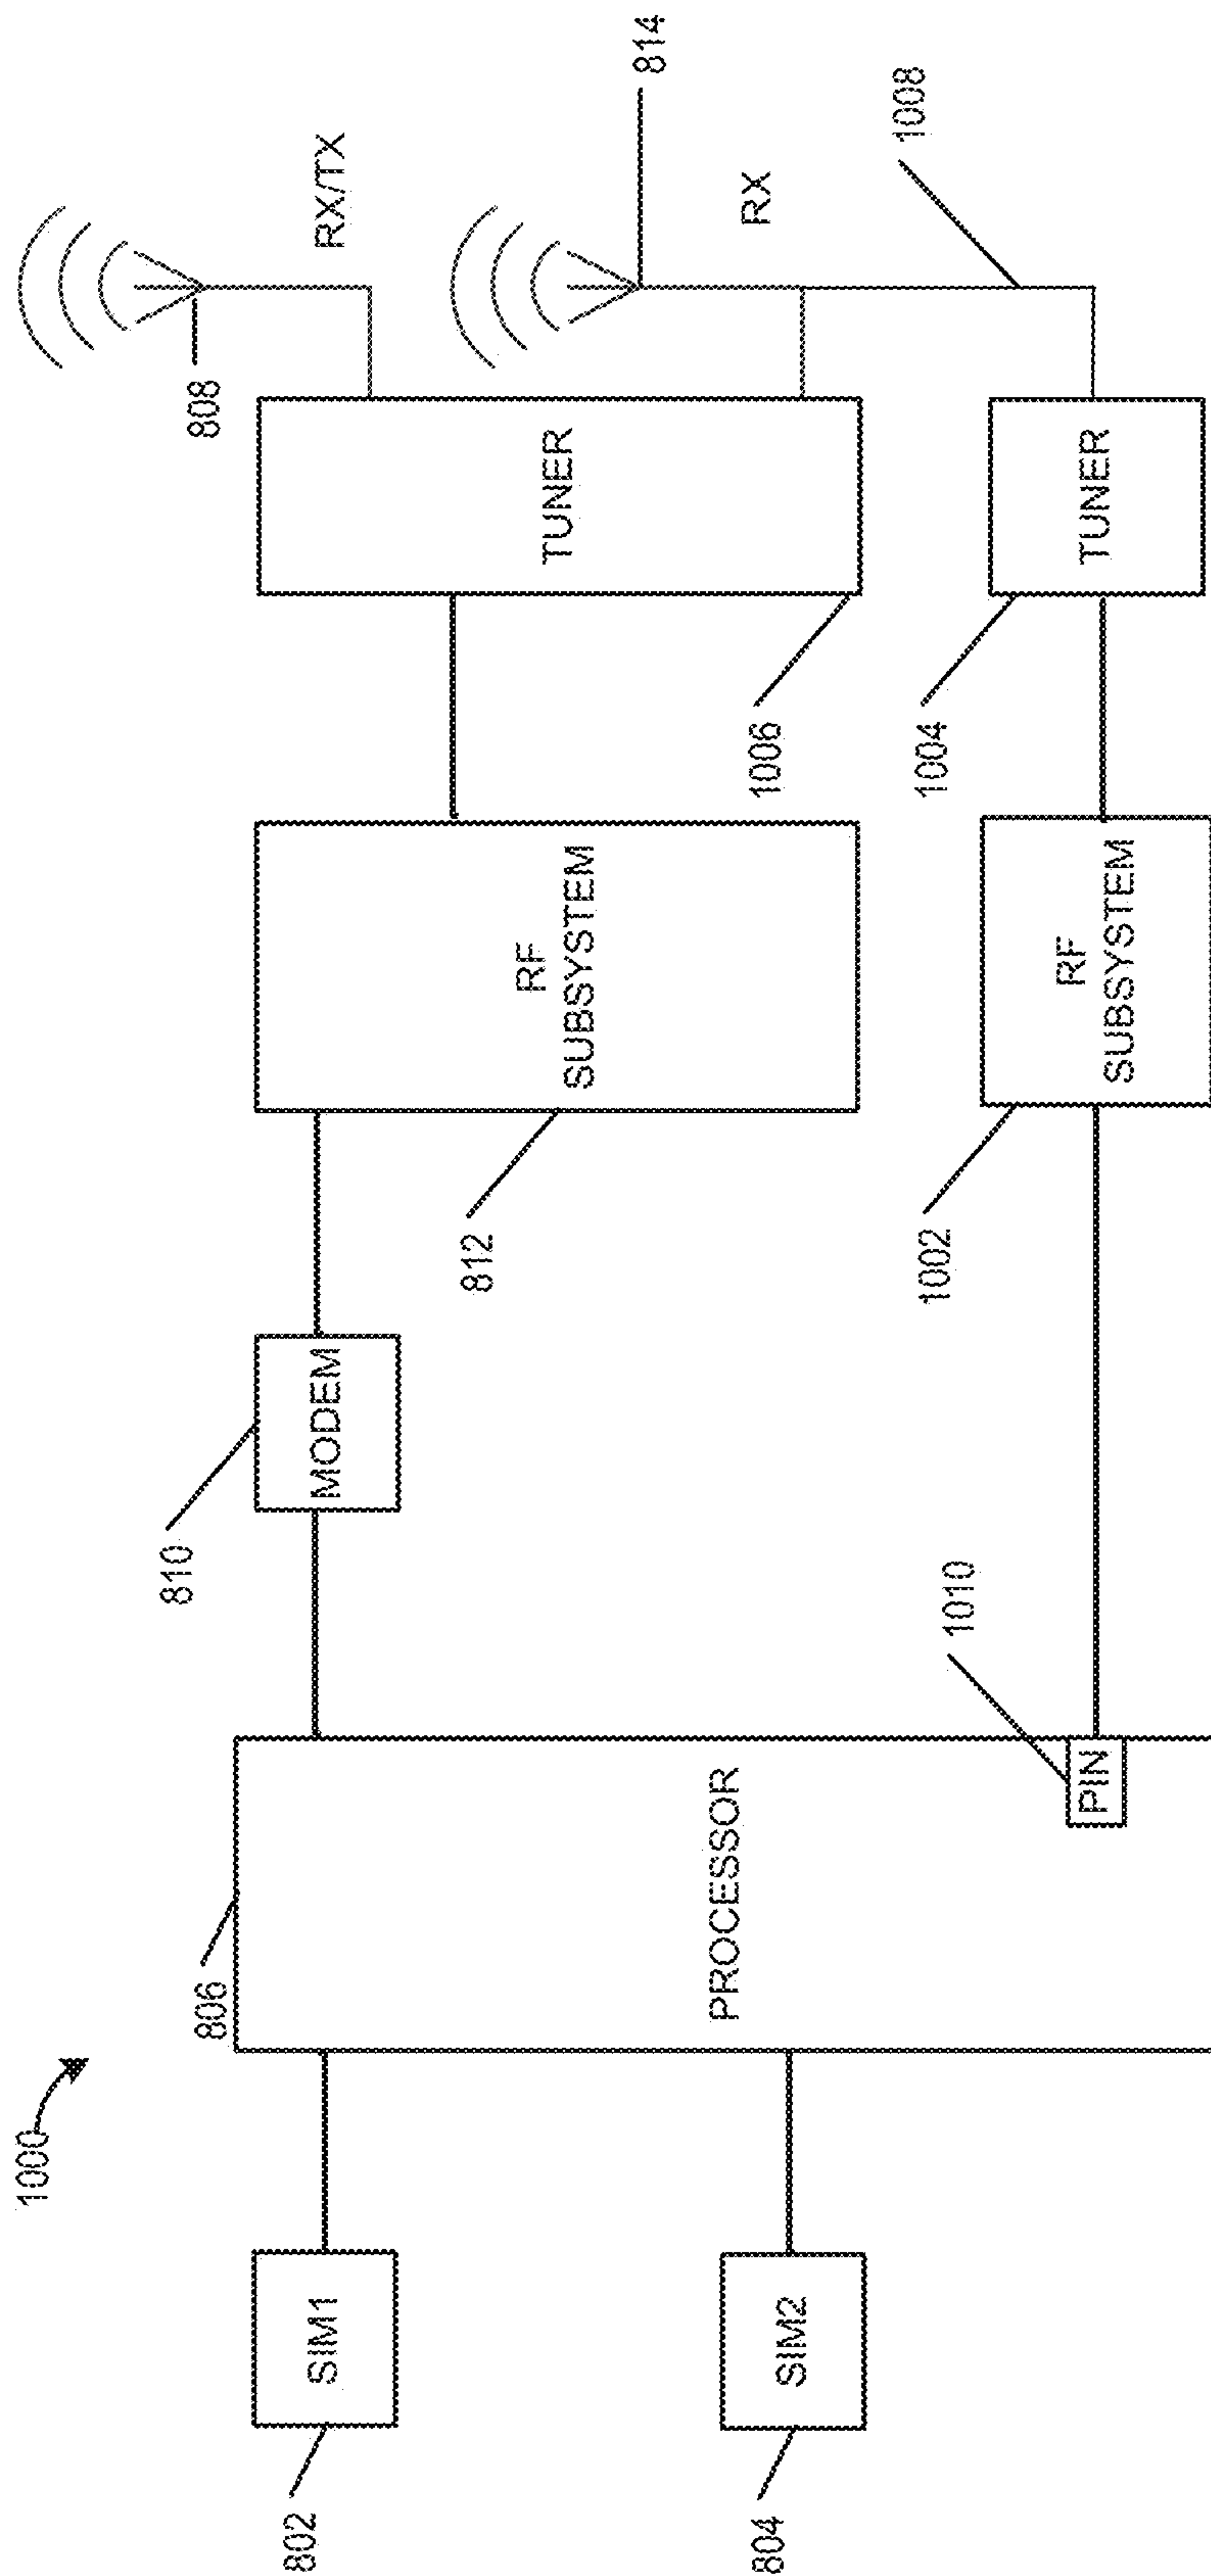 1000
802
SIM1
804
SIM2
806
PROCESSOR
PIN
1010
810
MODEM
812
RF
SUBSYSTEM
1002
RF
SUBSYSTEM
1006
TUNER
1004
TUNER
808
RX/TX
814
RX
1008